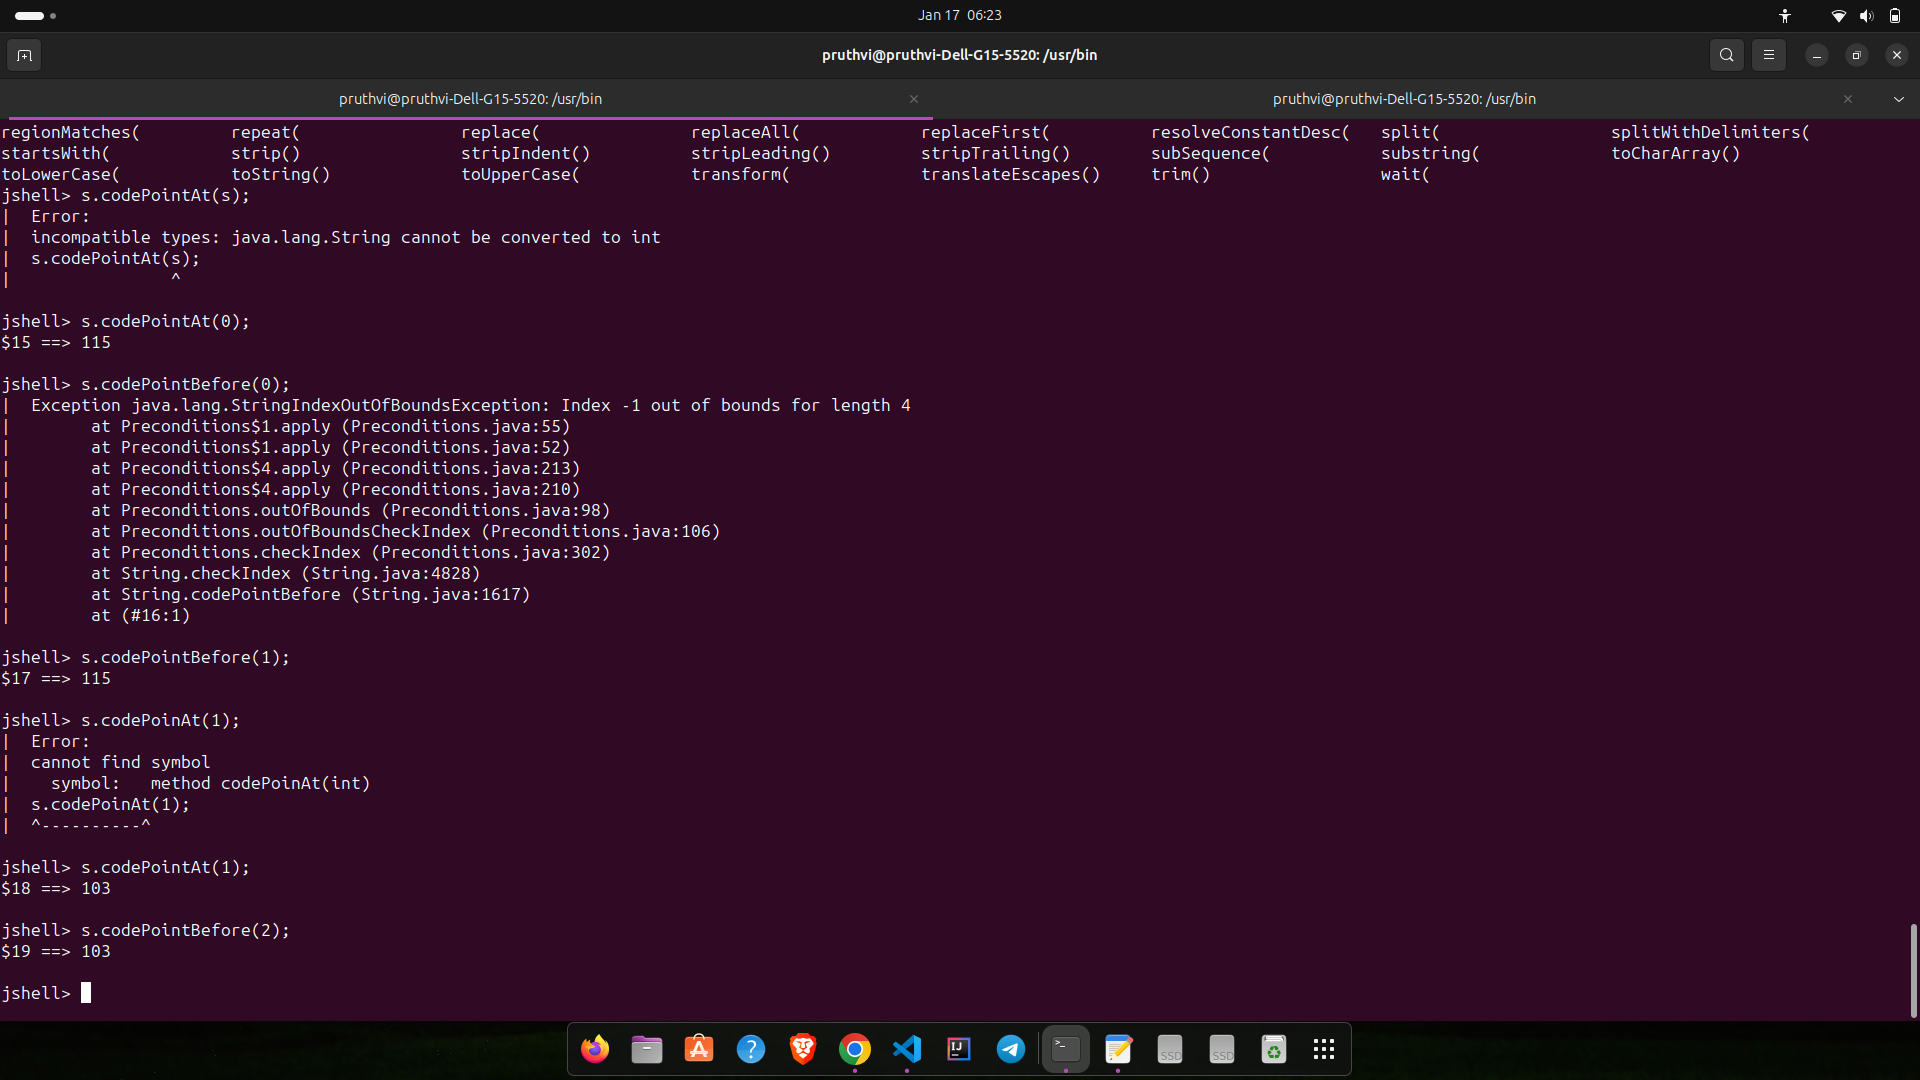 Jan 17 06:23
pruthvi@pruthvi-Dell-G15-5520: /usr/bin
pruthvi@pruthvi-Dell-G15-5520: /usr/bin pruthvi@pruthvi-Dell-G15-5520: /usr/bin
regionMatches( repeat( replace( replaceAll( replaceFirst( resolveConstantDesc( split( splitWithDelimiters(
startsWith( strip() stripIndent() stripLeading() stripTrailing() subSequence( substring( toCharArray()
toLowerCase( toString() toUpperCase( transform( translateEscapes() trim() wait(
jshell> s.codePointAt(s);
| Error:
| incompatible types: java.lang.String cannot be converted to int
| s.codePointAt(s);
| ^
jshell> s.codePointAt(0);
$15 ==> 115
jshell> s.codePointBefore(0);
| Exception java.lang.StringIndexOutOfBoundsException: Index -1 out of bounds for length 4
| at Preconditions$1.apply (Preconditions.java:55)
| at Preconditions$1.apply (Preconditions.java:52)
| at Preconditions$4.apply (Preconditions.java:213)
| at Preconditions$4.apply (Preconditions.java:210)
| at Preconditions.outOfBounds (Preconditions.java:98)
| at Preconditions.outOfBoundsCheckIndex (Preconditions.java:106)
| at Preconditions.checkIndex (Preconditions.java:302)
| at String.checkIndex (String.java:4828)
| at String.codePointBefore (String.java:1617)
| at (#16:1)
jshell> s.codePointBefore(1);
$17 ==> 115
jshell> s.codePoinAt(1);
| Error:
| cannot find symbol
| symbol: method codePoinAt(int)
| s.codePoinAt(1);
| ^----------^
jshell> s.codePointAt(1);
$18 ==> 103
jshell> s.codePointBefore(2);
$19 ==> 103
jshell>
IJ
SSD SSD